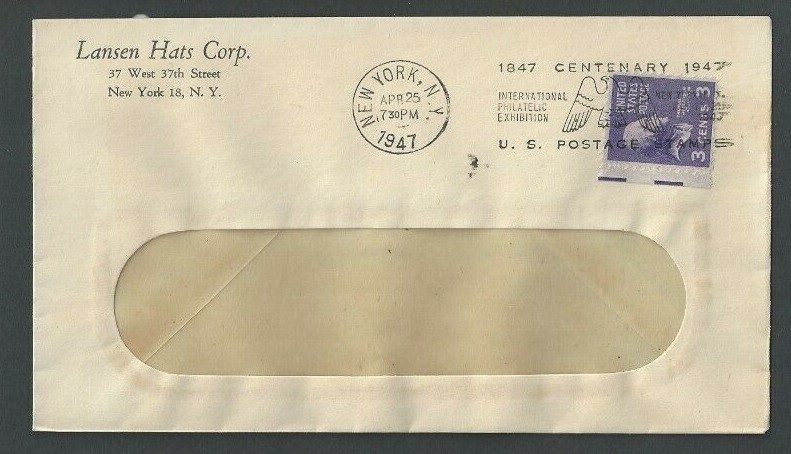 Lansen Hats Corp.
37 West 37th Street
New York 18, N. Y.
NEW YORK, N.Y.
APR 25
7 30 PM
1947
1847 CENTENARY 1947
INTERNATIONAL
PHILATELIC
EXHIBITION
U. S. POSTAGE STAMPS
UNITED
STATES
POSTAGE
3 CENTS 3